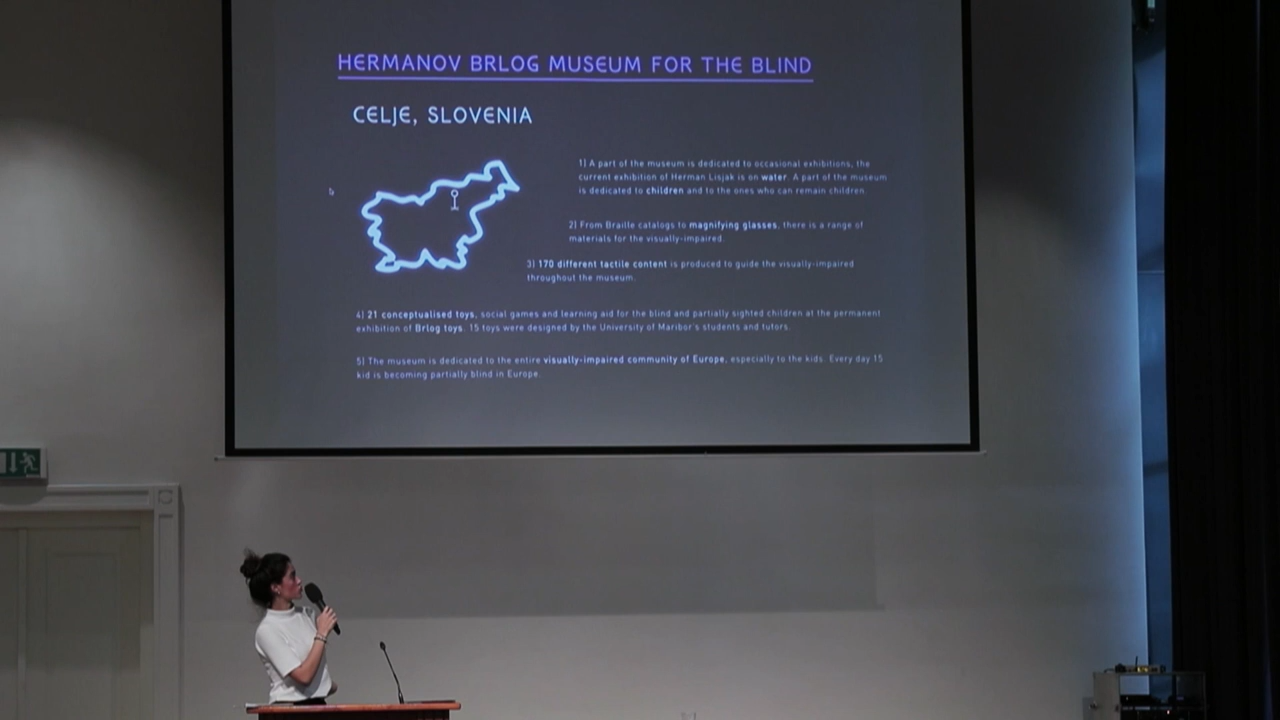 HERMANOV BRLOG MUSEUM FOR THE BLIND
CELJE, SLOVENIA
1) A part of the museum is dedicated to occasional exhibitions, the
current exhibition of Herman Lisjak is on water. A part of the museum
is dedicated to children and to the ones who can remain children.
2) From Braille catalogs to magnifying glasses, there is a range of
materials for the visually-impaired.
3) 170 different tactile content is produced to guide the visually-impaired
throughout the museum.
4) 21 conceptualised toys, social games and learning aid for the blind and partially sighted children at the permanent
exhibition of Brlog toys. 15 toys were designed by the University of Maribor's students and tutors.
5) The museum is dedicated to the entire visually-impaired community of Europe, especially to the kids. Every day 15
kid is becoming partially blind in Europe.